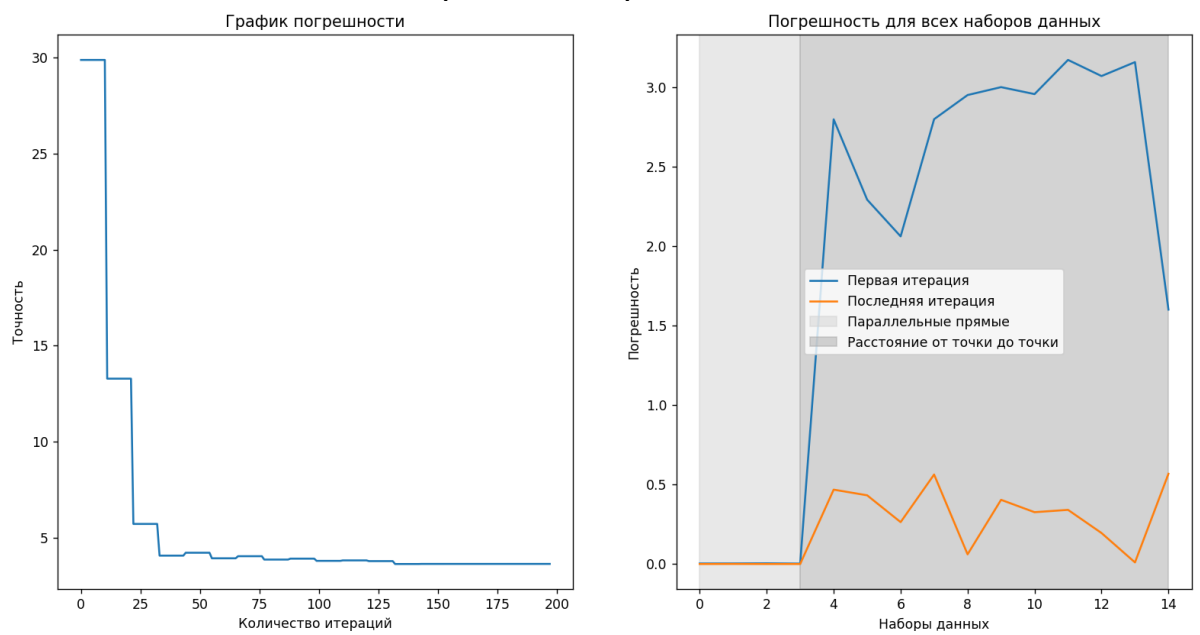 График погрешности
30
25
20
15
10
5
Точность
0 25 50 75 100 125 150 175 200
Количество итераций
Погрешность для всех наборов данных
3.0
2.5
2.0
1.5
1.0
0.5
0.0
Погрешность
Первая итерация
Последняя итерация
Параллельные прямые
Расстояние от точки до точки
0 2 4 6 8 10 12 14
Наборы данных